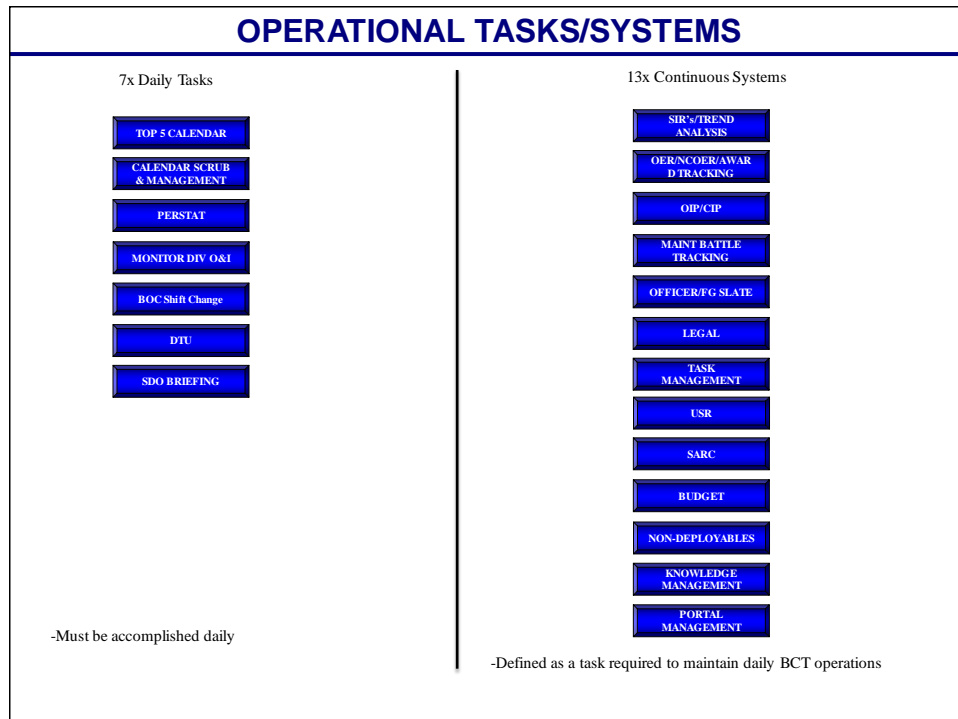 OPERATIONAL TASKS/SYSTEMS
7x Daily Tasks
TOP 5 CALENDAR
CALENDAR SCRUB
& MANAGEMENT
PERSTAT
MONITOR DIV O&I
BOC Shift Change
DTU
SDO BRIEFING
-Must be accomplished daily
13x Continuous Systems
SIR's/TREND
ANALYSIS
OER/NCOER/AWAR
D TRACKING
OIP/CIP
MAINT BATTLE
TRACKING
OFFICER/FG SLATE
LEGAL
TASK
MANAGEMENT
USR
SARC
BUDGET
NON-DEPLOYABLES
KNOWLEDGE
MANAGEMENT
PORTAL
MANAGEMENT
-Defined as a task required to maintain daily BCT operations